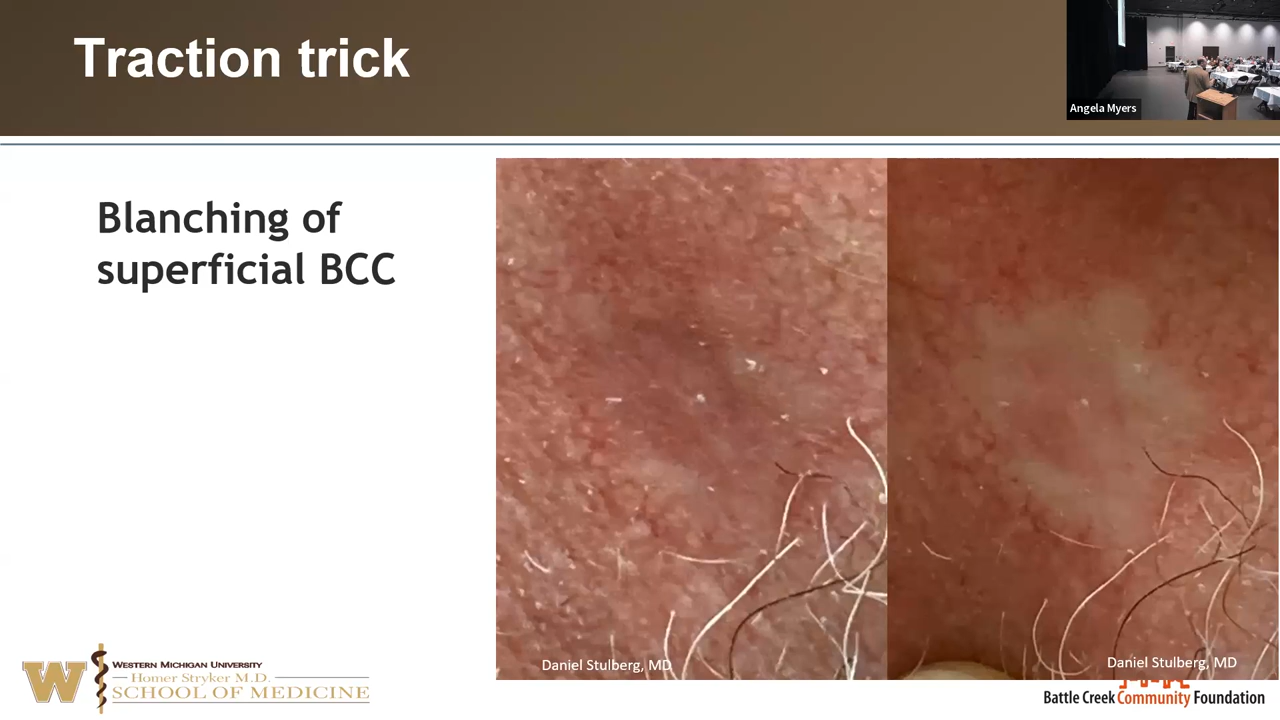 Traction trick
Angela Myers
Blanching of
superficial BCC
Daniel Stulberg, MD
Daniel Stulberg, MD
W
WESTERN MICHIGAN UNIVERSITY
Homer Stryker M.D.
SCHOOL OF MEDICINE
Battle Creek Community Foundation